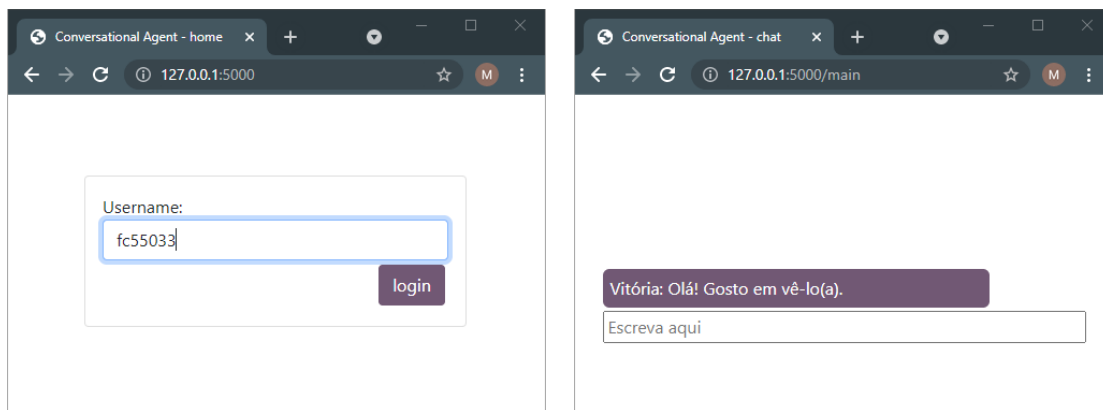 Conversational Agent - home
127.0.0.1:5000
M
Username:
fc55033
login
Conversational Agent - chat
127.0.0.1:5000/main
M
Vitória: Olá! Gosto em vê-lo(a).
Escreva aqui